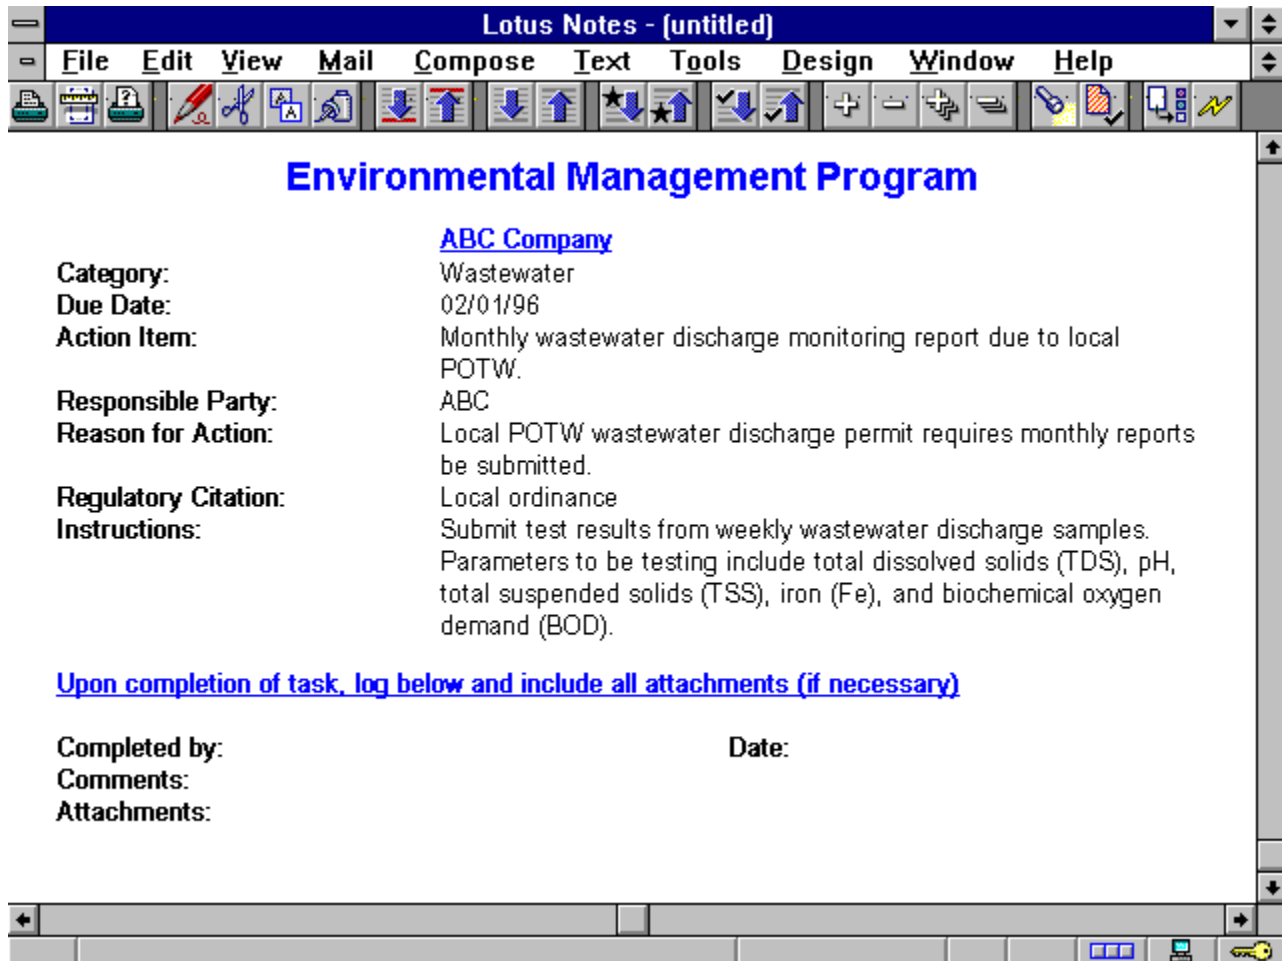 Lotus Notes - (untitled)
File Edit View Mail Compose Text Tools Design Window Help
Environmental Management Program
ABC Company
Category: Wastewater
Due Date: 02/01/96
Action Item: Monthly wastewater discharge monitoring report due to local
POTW.
Responsible Party: ABC
Reason for Action: Local POTW wastewater discharge permit requires monthly reports
be submitted.
Regulatory Citation: Local ordinance
Instructions: Submit test results from weekly wastewater discharge samples.
Parameters to be testing include total dissolved solids (TDS), pH,
total suspended solids (TSS), iron (Fe), and biochemical oxygen
demand (BOD).
Upon completion of task, log below and include all attachments (if necessary)
Completed by: Date:
Comments:
Attachments: